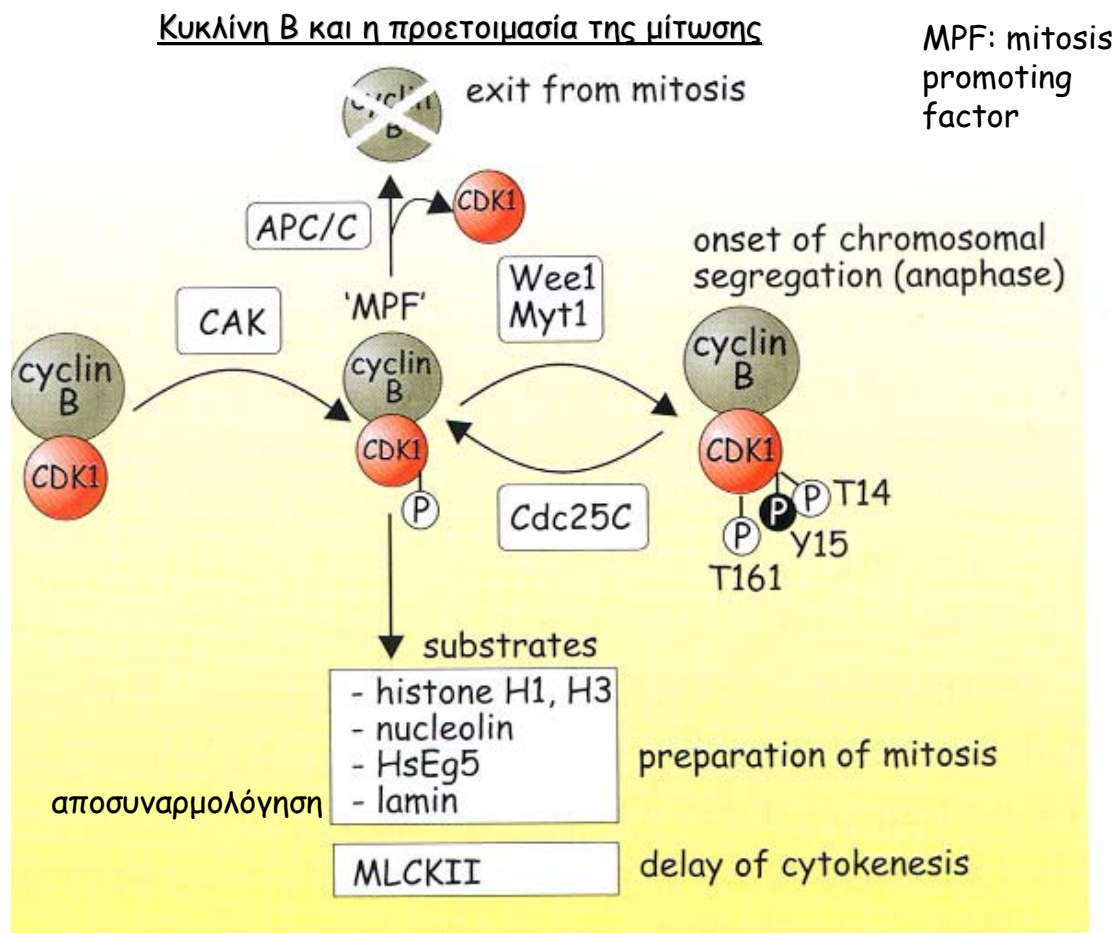 Κυκλίνη Β και η προετοιμασία της μίτωσης
MPF: mitosis
promoting
factor
cyclin
B
exit from mitosis
APC/C
CDK1
onset of chromosomal
segregation (anaphase)
Wee1
Myt1
CAK
'MPF'
cyclin
B
CDK1
cyclin
B
CDK1
P
cyclin
B
CDK1
P
P
P
T14
Y15
T161
Cdc25C
substrates
- histone H1, H3
- nucleolin
- HsEg5
- lamin
preparation of mitosis
αποσυναρμολόγηση
MLCKII
delay of cytokenesis